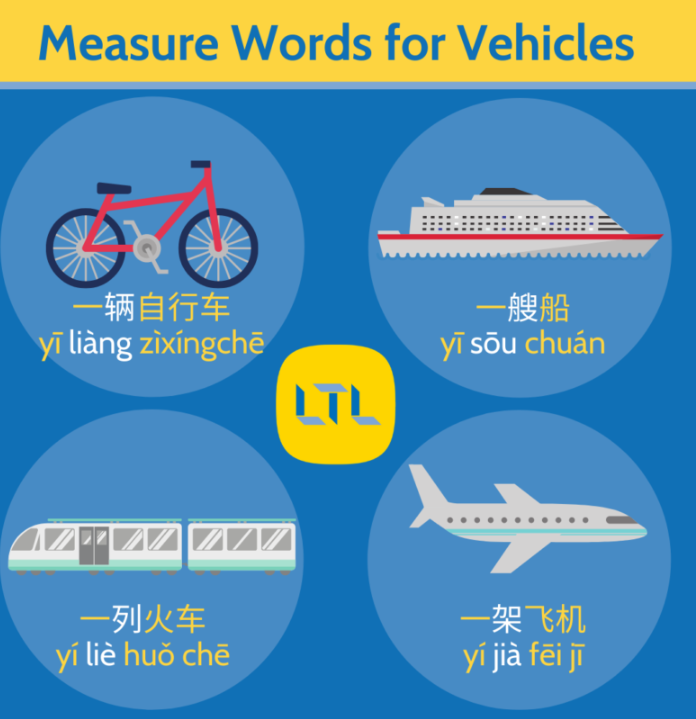 Measure Words for Vehicles
一辆自行车
yī liàng zìxíngchē
一艘船
yī sōu chuán
LTL
一列火车
yí liè huǒ chē
一架飞机
yí jià fēi jī